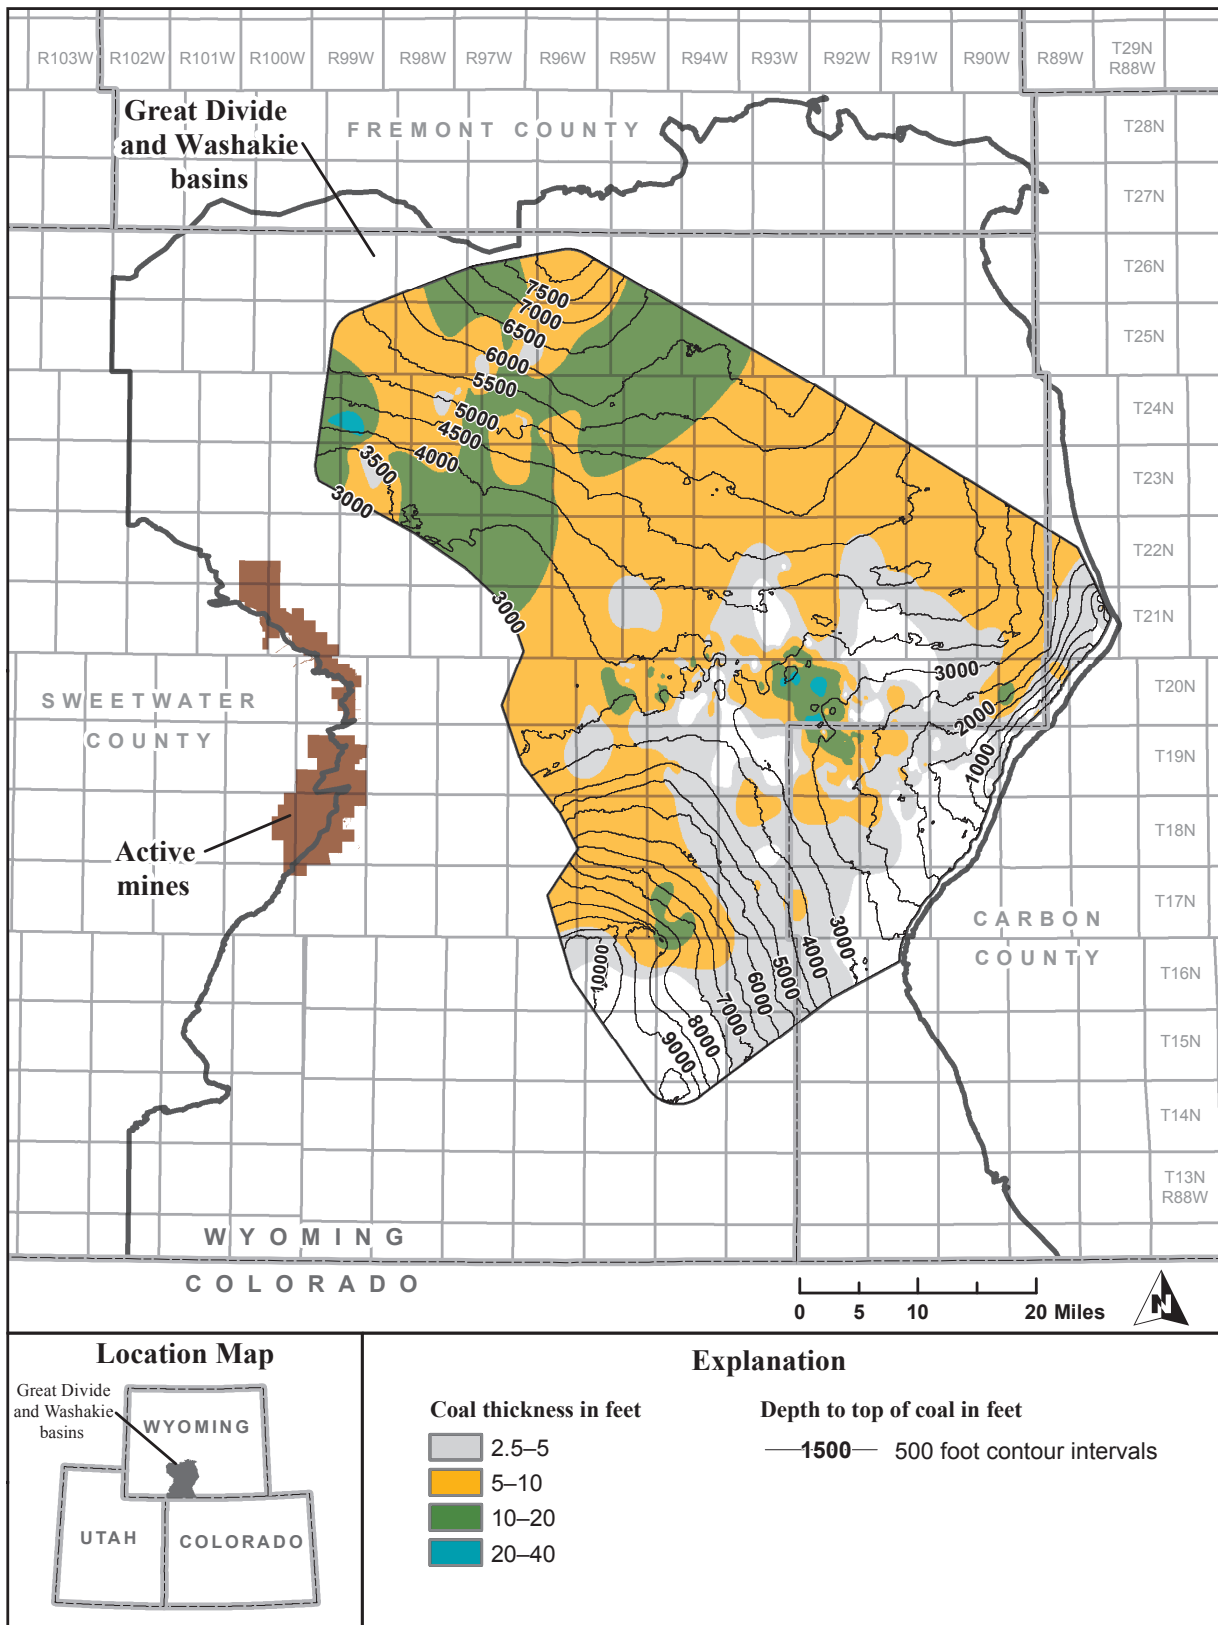 R103W R102W R101W R100W R99W R98W R97W R96W R95W R94W R93W R92W R91W R90W R89W T29N
R88W
Great Divide
and Washakie
basins
FREMONT COUNTY
T28N
T27N
T26N
T25N
T24N
T23N
T22N
T21N
T20N
T19N
T18N
T17N
T16N
T15N
T14N
T13N
R88W
7500
7000
6500
6000
5500
5000
4500
4000
3500
3000
3000
3000
2000
1000
SWEETWATER
COUNTY
Active
mines
CARBON
COUNTY
10000
9000
8000
7000
6000
5000
4000
3000
WYOMING
COLORADO
0 5 10 20 Miles
N
Location Map
Great Divide
and Washakie
basins
WYOMING
UTAH
COLORADO
Explanation
Coal thickness in feet
2.5–5
5–10
10–20
20–40
Depth to top of coal in feet
1500 500 foot contour intervals